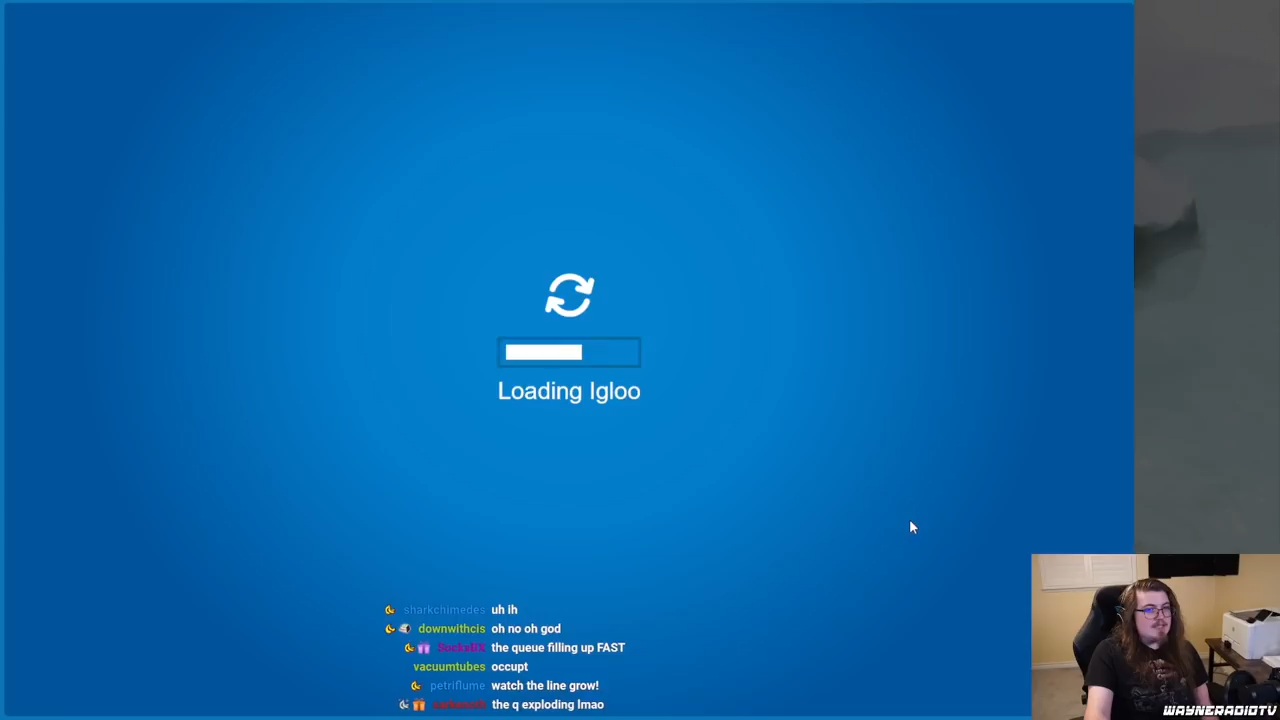 Loading Igloo
sharkchimedes uh ih
downwithcis oh no oh god
the queue filling up FAST
vacuumtubes occupt
petriflume watch the line grow!
the q exploding lmao
WAYNERADIOTV